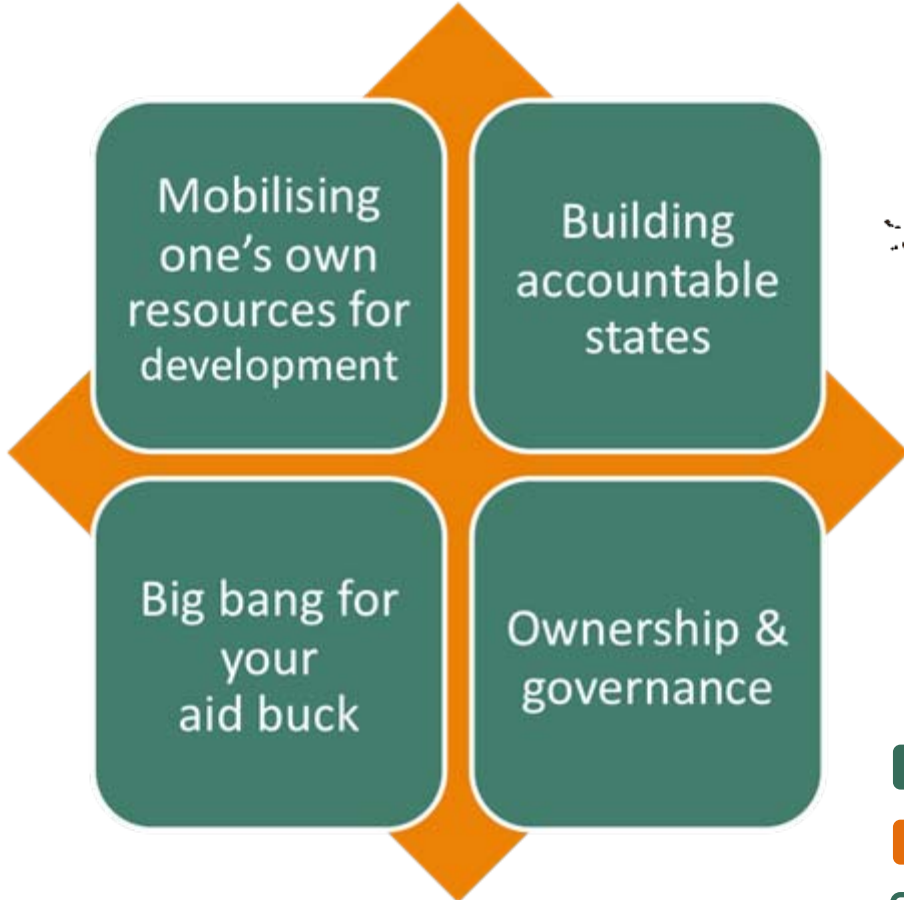 Mobilising
one’s own
resources for
development
Building
accountable
states
Big bang for
your
aid buck
Ownership &
governance